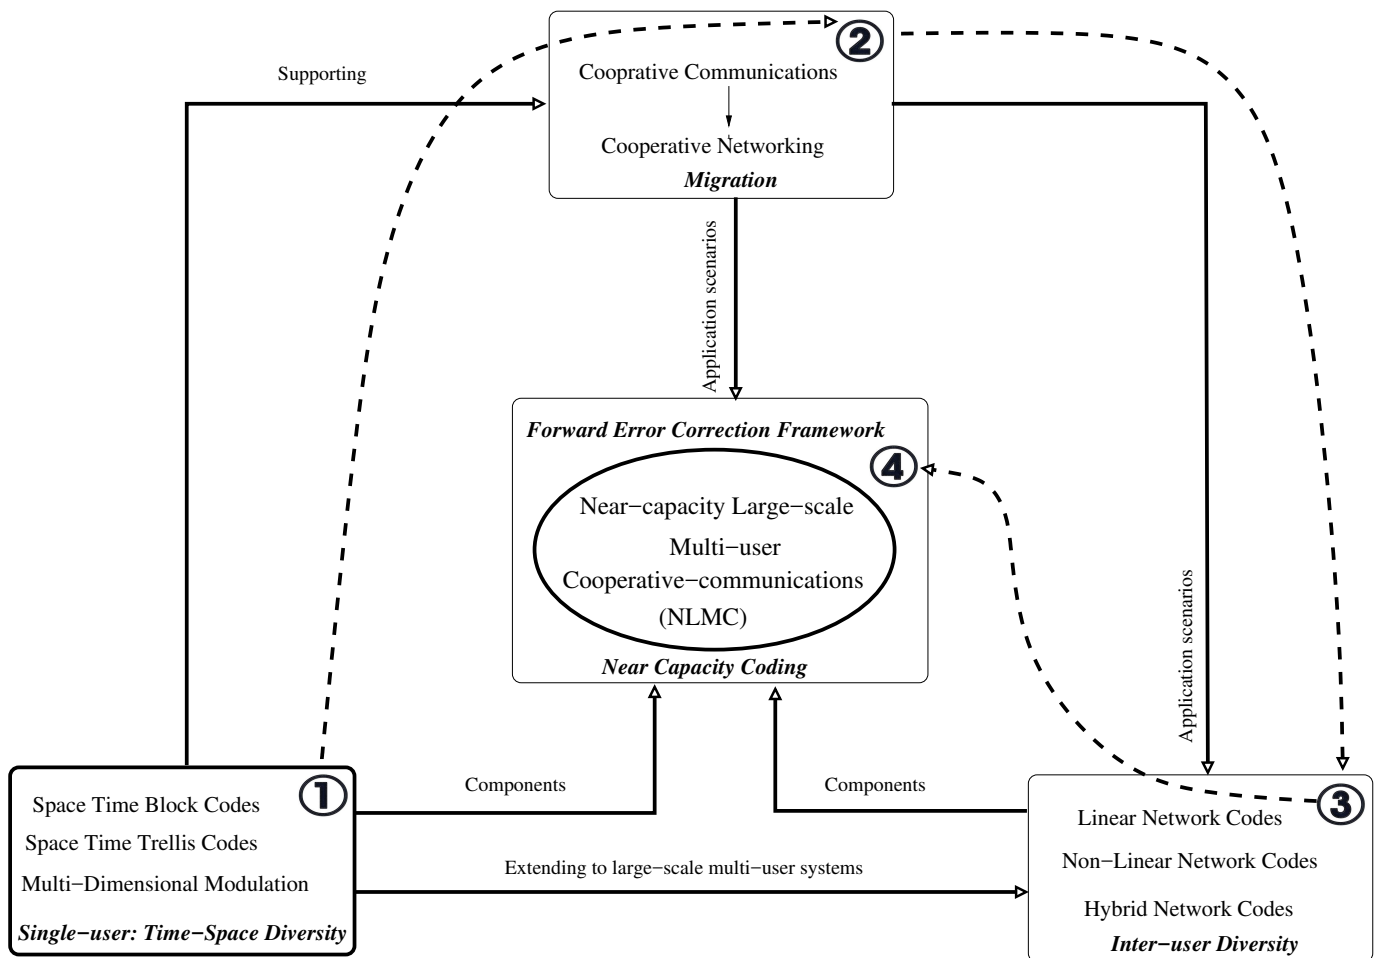 2
Supporting
Cooprative Communications
Cooperative Networking
Migration
Application scenarios
Forward Error Correction Framework
4
Near-capacity Large-scale
Multi-user
Cooperative-communications
(NLMC)
Near Capacity Coding
Application scenarios
1
Space Time Block Codes
Space Time Trellis Codes
Multi-Dimensional Modulation
Single-user: Time-Space Diversity
Components
Components
Extending to large-scale multi-user systems
3
Linear Network Codes
Non-Linear Network Codes
Hybrid Network Codes
Inter-user Diversity